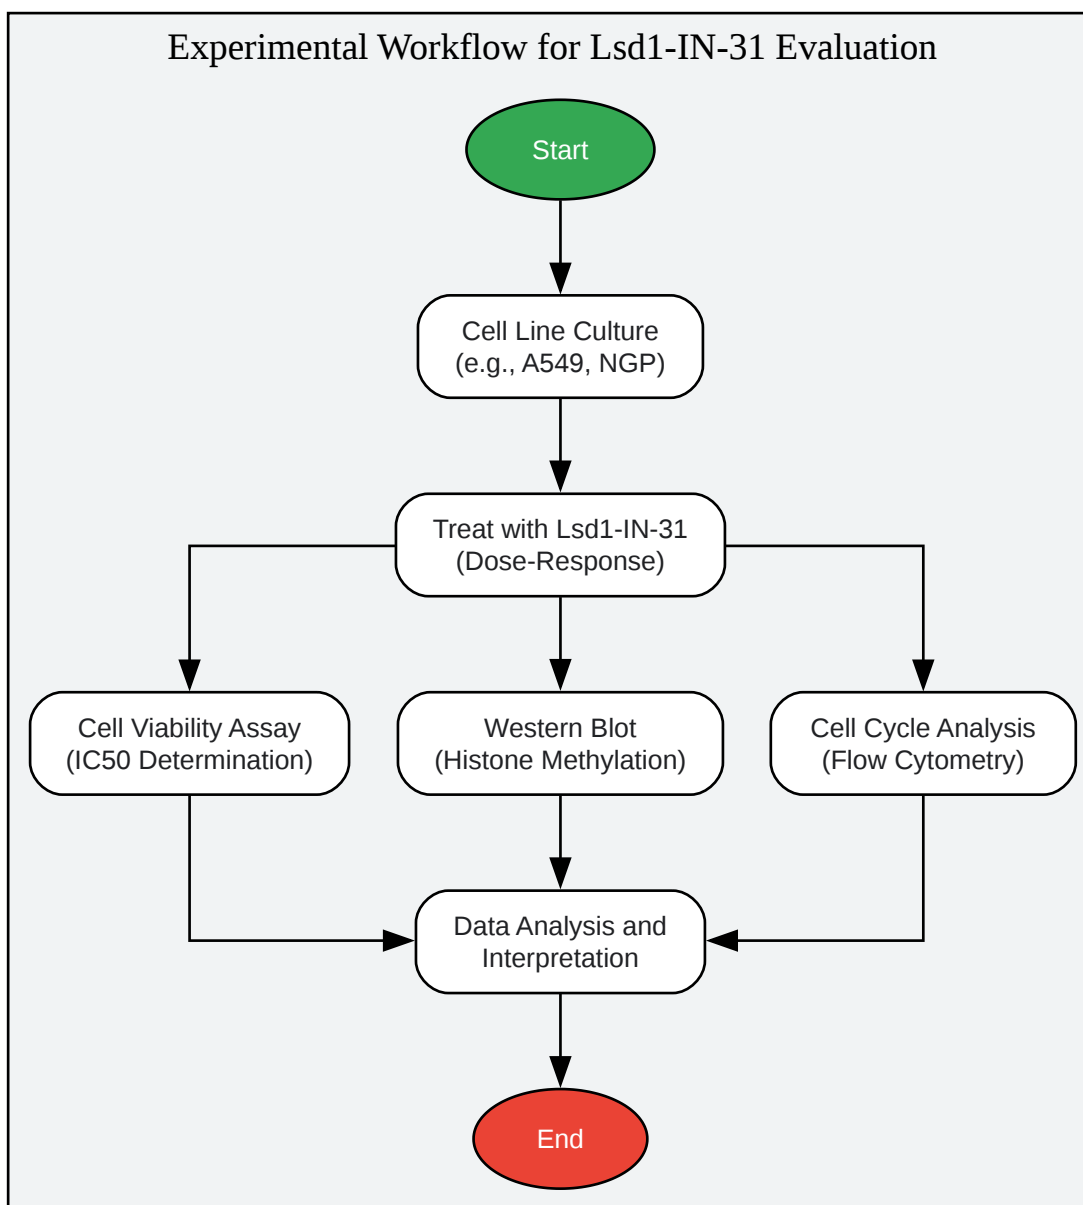 Experimental Workflow for Lsd1-IN-31 Evaluation
Start
Cell Line Culture
(e.g., A549, NGP)
Treat with Lsd1-IN-31
(Dose-Response)
Cell Viability Assay
(IC50 Determination)
Western Blot
(Histone Methylation)
Cell Cycle Analysis
(Flow Cytometry)
Data Analysis and
Interpretation
End